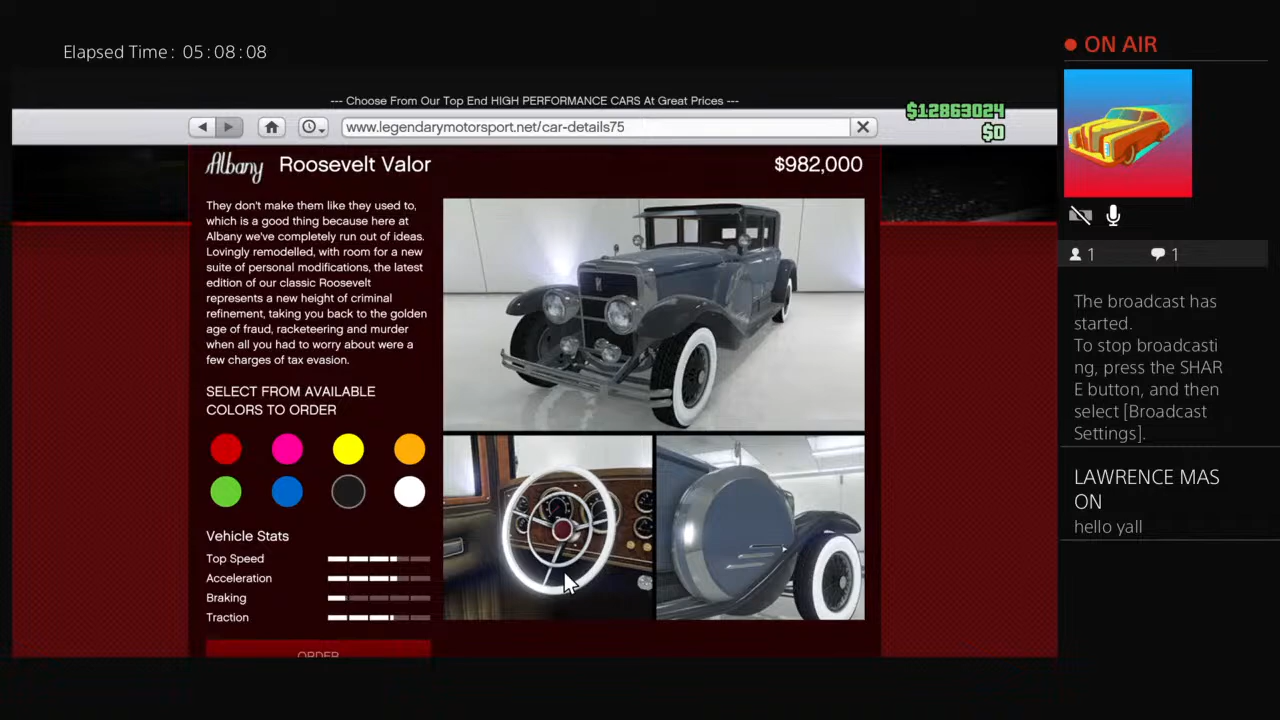 Elapsed Time: 05:08:08
--- Choose From Our Top End HIGH PERFORMANCE CARS At Great Prices ---
www.legendarymotorsport.net/car-details75
$12863024
$0
Albany Roosevelt Valor $982,000
They don't make them like they used to,
which is a good thing because here at
Albany we've completely run out of ideas.
Lovingly remodelled, with room for a new
suite of personal modifications, the latest
edition of our classic Roosevelt
represents a new height of criminal
refinement, taking you back to the golden
age of fraud, racketeering and murder
when all you had to worry about were a
few charges of tax evasion.
SELECT FROM AVAILABLE
COLORS TO ORDER
Vehicle Stats
Top Speed
Acceleration
Braking
Traction
ORDER
ON AIR
1
1
The broadcast has
started.
To stop broadcasti
ng, press the SHAR
E button, and then
select [Broadcast
Settings].
LAWRENCE MAS
ON
hello yall